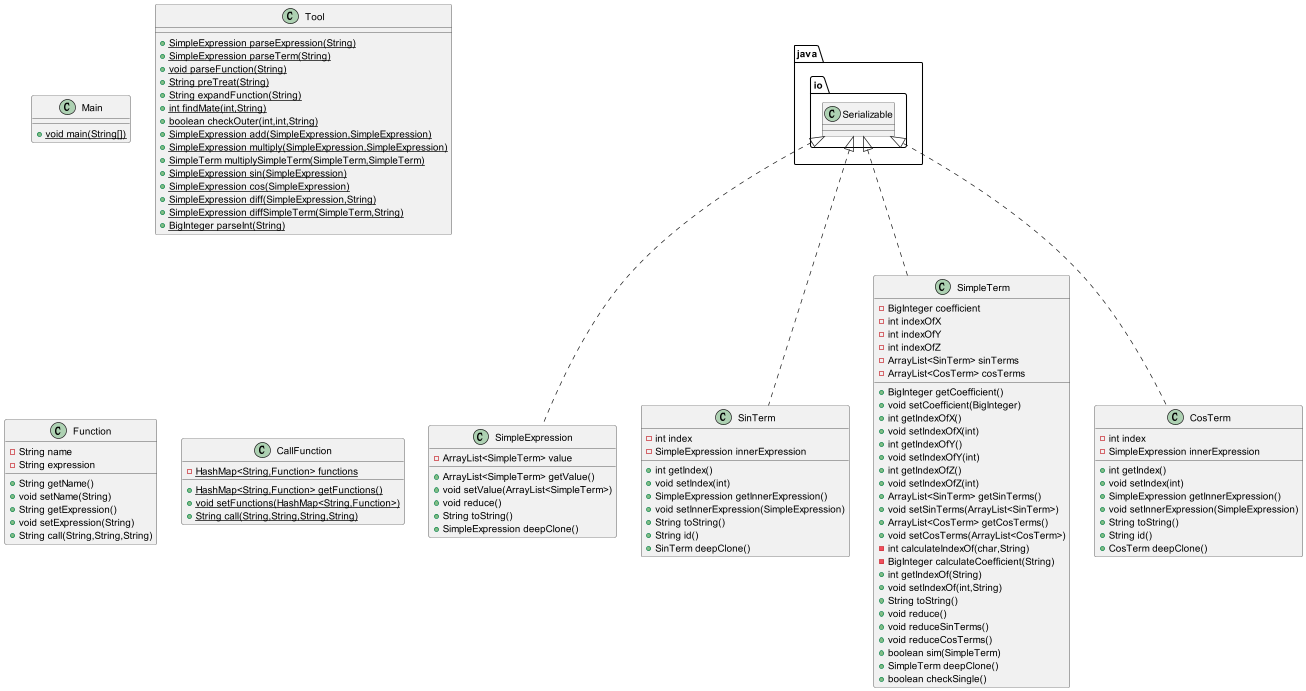 C Main
void main(String[])
C Tool
SimpleExpression parseExpression(String)
SimpleExpression parseTerm(String)
void parseFunction(String)
String preTreat(String)
String expandFunction(String)
int findMate(int,String)
boolean checkOuter(int,int,String)
SimpleExpression add(SimpleExpression,SimpleExpression)
SimpleExpression multiply(SimpleExpression,SimpleExpression)
SimpleTerm multiplySimpleTerm(SimpleTerm,SimpleTerm)
SimpleExpression sin(SimpleExpression)
SimpleExpression cos(SimpleExpression)
SimpleExpression diff(SimpleExpression,String)
SimpleExpression diffSimpleTerm(SimpleTerm,String)
BigInteger parseInt(String)
java
io
C Serializable
C Function
String name
String expression
String getName()
void setName(String)
String getExpression()
void setExpression(String)
String call(String,String,String)
C CallFunction
HashMap<String,Function> functions
HashMap<String,Function> getFunctions()
void setFunctions(HashMap<String,Function>)
String call(String,String,String,String)
C SimpleExpression
ArrayList<SimpleTerm> value
ArrayList<SimpleTerm> getValue()
void setValue(ArrayList<SimpleTerm>)
void reduce()
String toString()
SimpleExpression deepClone()
C SinTerm
int index
SimpleExpression innerExpression
int getIndex()
void setIndex(int)
SimpleExpression getInnerExpression()
void setInnerExpression(SimpleExpression)
String toString()
String id()
SinTerm deepClone()
C SimpleTerm
BigInteger coefficient
int indexOfX
int indexOfY
int indexOfZ
ArrayList<SinTerm> sinTerms
ArrayList<CosTerm> cosTerms
BigInteger getCoefficient()
void setCoefficient(BigInteger)
int getIndexOfX()
void setIndexOfX(int)
int getIndexOfY()
void setIndexOfY(int)
int getIndexOfZ()
void setIndexOfZ(int)
ArrayList<SinTerm> getSinTerms()
void setSinTerms(ArrayList<SinTerm>)
ArrayList<CosTerm> getCosTerms()
void setCosTerms(ArrayList<CosTerm>)
int calculateIndexOf(char,String)
BigInteger calculateCoefficient(String)
int getIndexOf(String)
void setIndexOf(int,String)
String toString()
void reduce()
void reduceSinTerms()
void reduceCosTerms()
boolean sim(SimpleTerm)
SimpleTerm deepClone()
boolean checkSingle()
C CosTerm
int index
SimpleExpression innerExpression
int getIndex()
void setIndex(int)
SimpleExpression getInnerExpression()
void setInnerExpression(SimpleExpression)
String toString()
String id()
CosTerm deepClone()